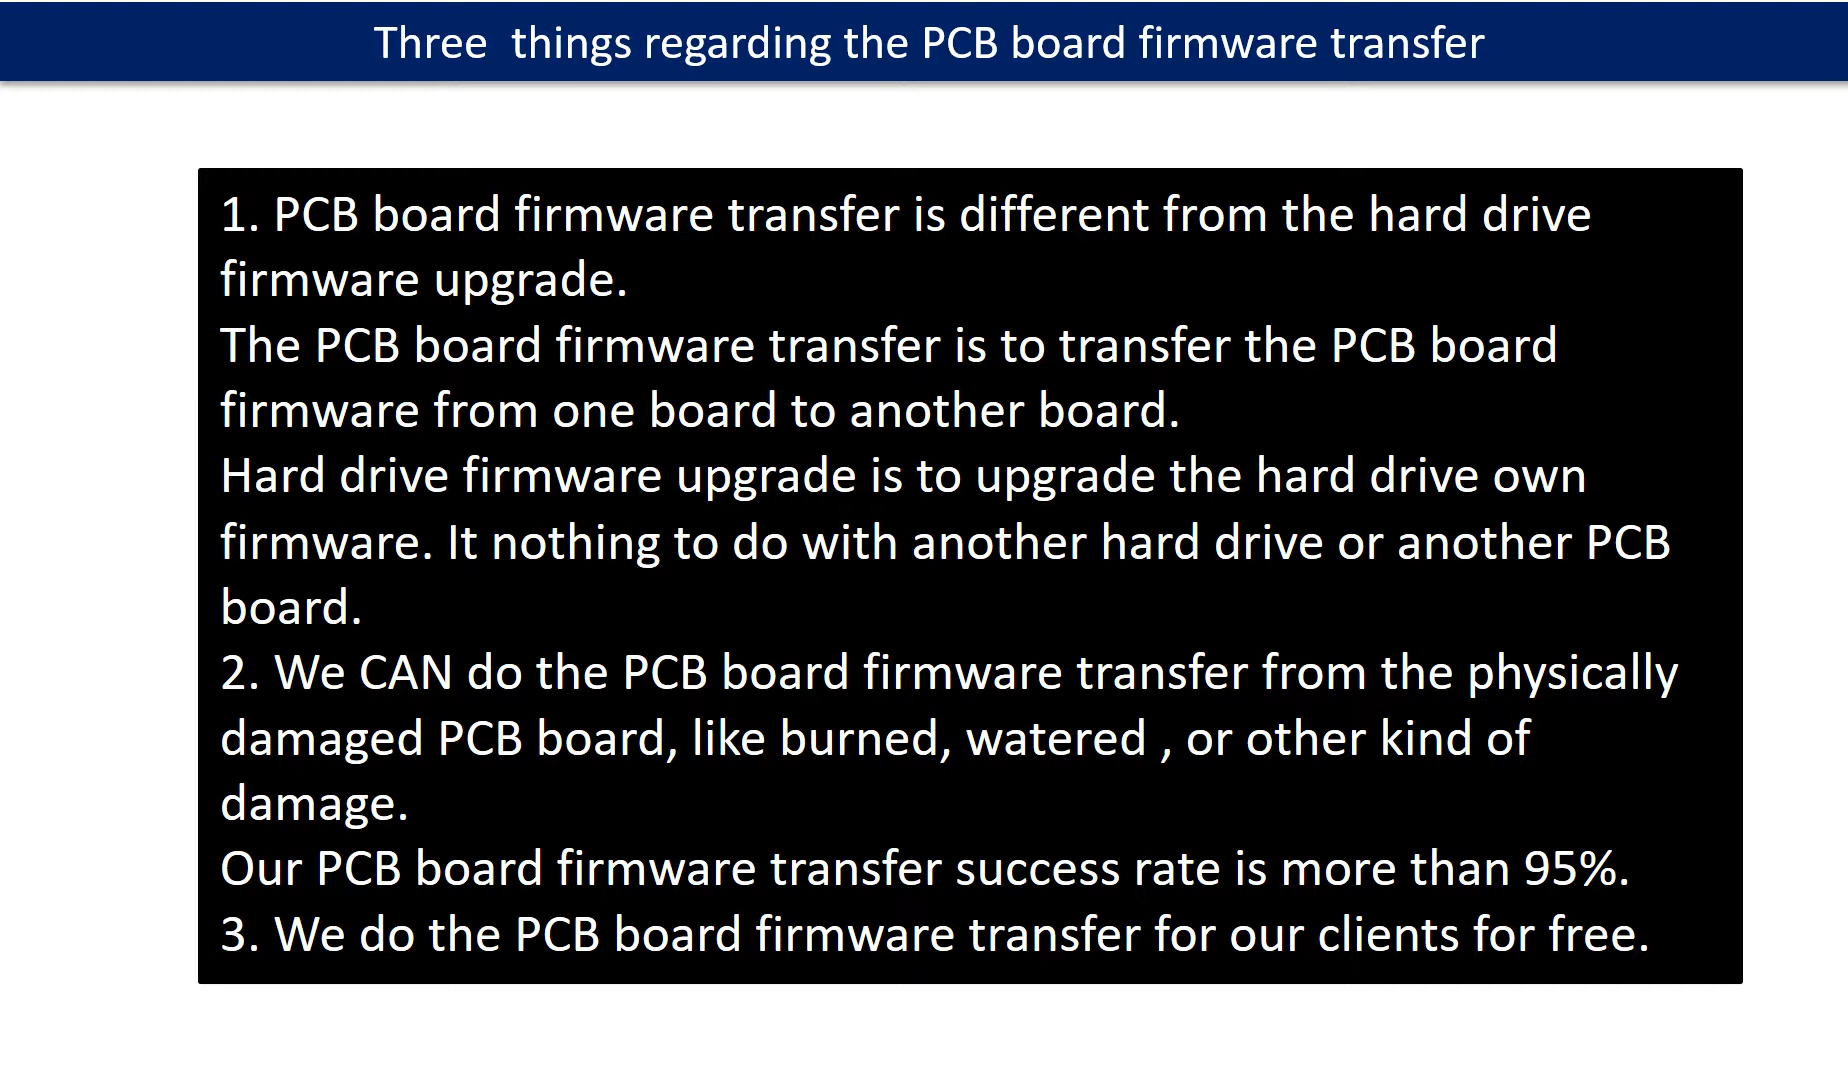 Three  things regarding the PCB board firmware transfer
1. PCB board firmware transfer is different from the hard drive
firmware upgrade.
The PCB board firmware transfer is to transfer the PCB board
firmware from one board to another board.
Hard drive firmware upgrade is to upgrade the hard drive own
firmware. It nothing to do with another hard drive or another PCB
board.
2. We CAN do the PCB board firmware transfer from the physically
damaged PCB board, like burned, watered , or other kind of
damage.
Our PCB board firmware transfer success rate is more than 95%.
3. We do the PCB board firmware transfer for our clients for free.